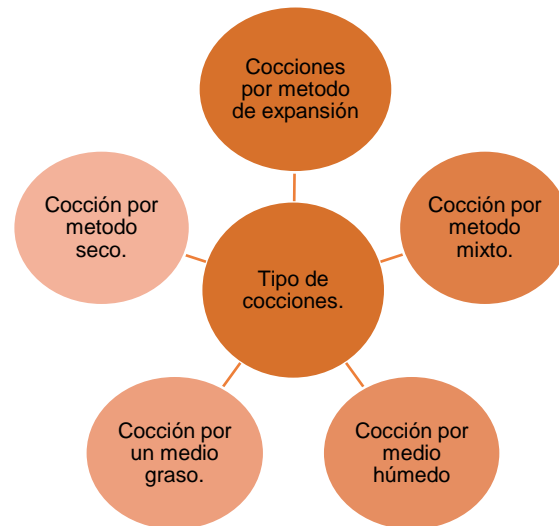 Cocciones
por metodo
de expansión
Cocción por
metodo
seco.
Cocción por
metodo
mixto.
Tipo de
cocciones.
Cocción por
un medio
graso.
Cocción por
medio
húmedo